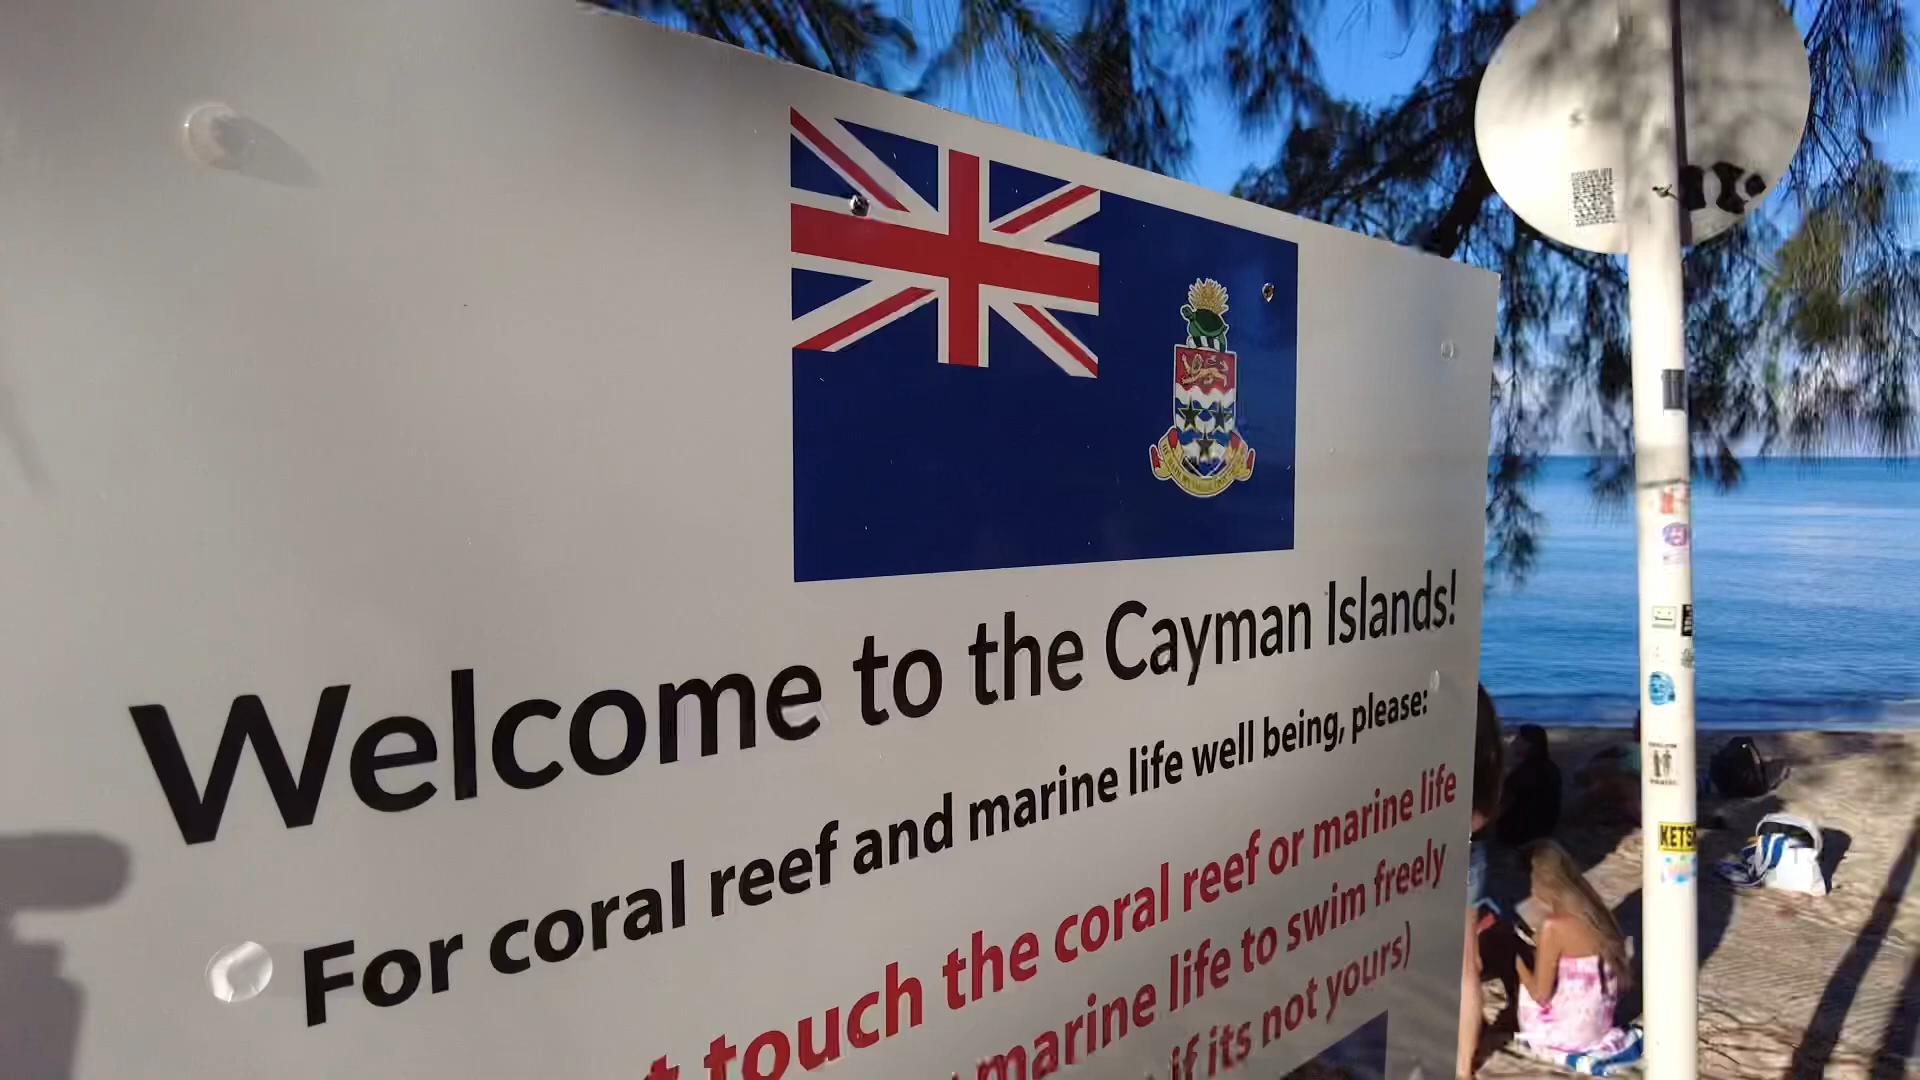 Welcome to the Cayman Islands!
For coral reef and marine life well being, please:
touch the coral reef or marine life
marine life to swim freely
if its not yours)
KETS